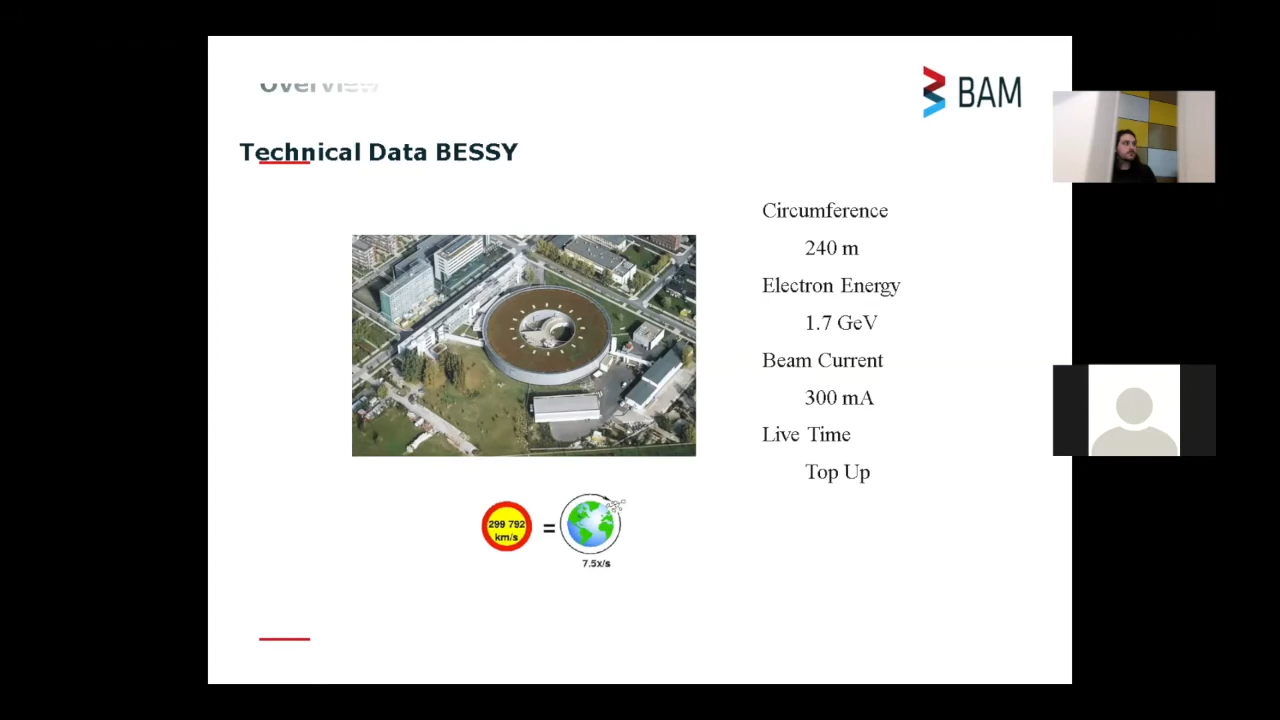 Overview
BAM
Technical Data BESSY
Circumference
240 m
Electron Energy
1.7 GeV
Beam Current
300 mA
Live Time
Top Up
299 792
km/s
=
7.5x/s